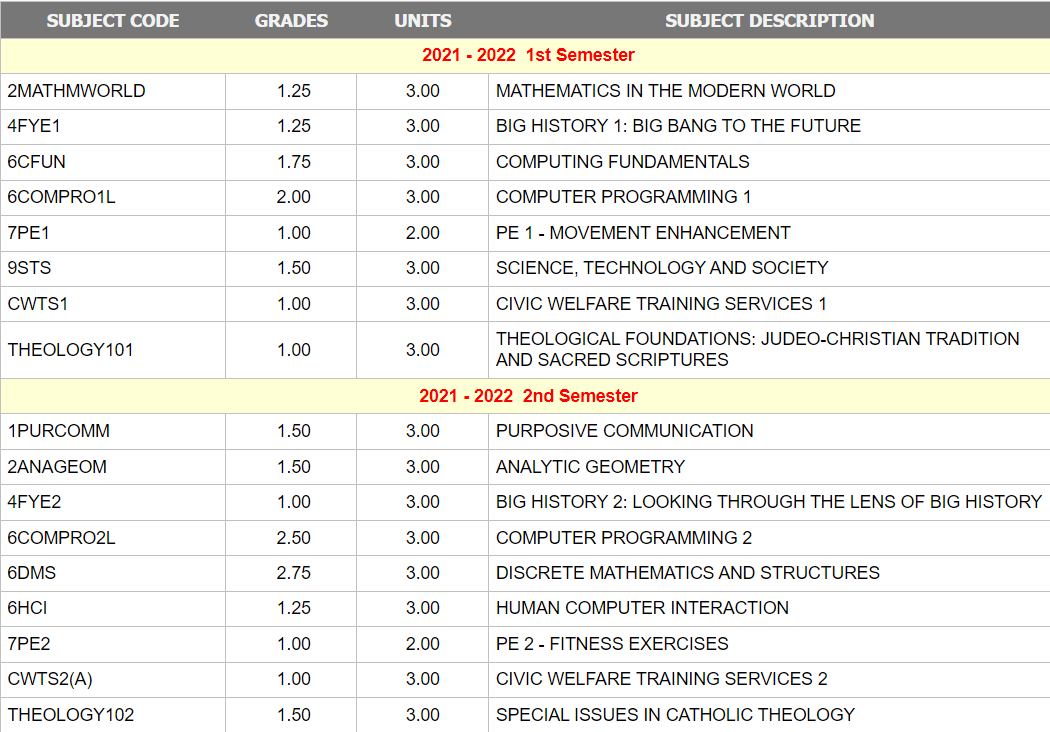 SUBJECT CODE GRADES UNITS SUBJECT DESCRIPTION
2021 - 2022 1st Semester
2MATHMWORLD 1.25 3.00 MATHEMATICS IN THE MODERN WORLD
4FYE1 1.25 3.00 BIG HISTORY 1: BIG BANG TO THE FUTURE
6CFUN 1.75 3.00 COMPUTING FUNDAMENTALS
6COMPRO1L 2.00 3.00 COMPUTER PROGRAMMING 1
7PE1 1.00 2.00 PE 1 - MOVEMENT ENHANCEMENT
9STS 1.50 3.00 SCIENCE, TECHNOLOGY AND SOCIETY
CWTS1 1.00 3.00 CIVIC WELFARE TRAINING SERVICES 1
THEOLOGY101 1.00 3.00 THEOLOGICAL FOUNDATIONS: JUDEO-CHRISTIAN TRADITION
AND SACRED SCRIPTURES
2021 - 2022 2nd Semester
1PURCOMM 1.50 3.00 PURPOSIVE COMMUNICATION
2ANAGEOM 1.50 3.00 ANALYTIC GEOMETRY
4FYE2 1.00 3.00 BIG HISTORY 2: LOOKING THROUGH THE LENS OF BIG HISTORY
6COMPRO2L 2.50 3.00 COMPUTER PROGRAMMING 2
6DMS 2.75 3.00 DISCRETE MATHEMATICS AND STRUCTURES
6HCI 1.25 3.00 HUMAN COMPUTER INTERACTION
7PE2 1.00 2.00 PE 2 - FITNESS EXERCISES
CWTS2(A) 1.00 3.00 CIVIC WELFARE TRAINING SERVICES 2
THEOLOGY102 1.50 3.00 SPECIAL ISSUES IN CATHOLIC THEOLOGY